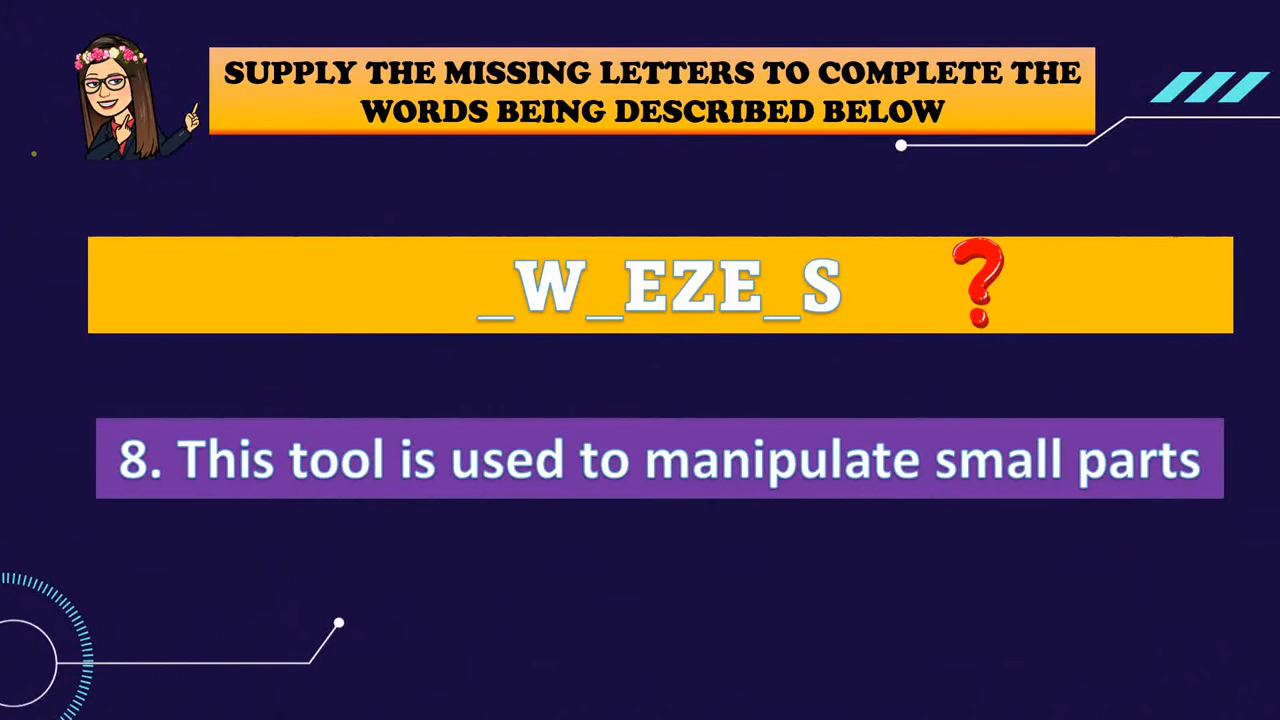 SUPPLY THE MISSING LETTERS TO COMPLETE THE
WORDS BEING DESCRIBED BELOW
_W_EZE_S ?
8. This tool is used to manipulate small parts